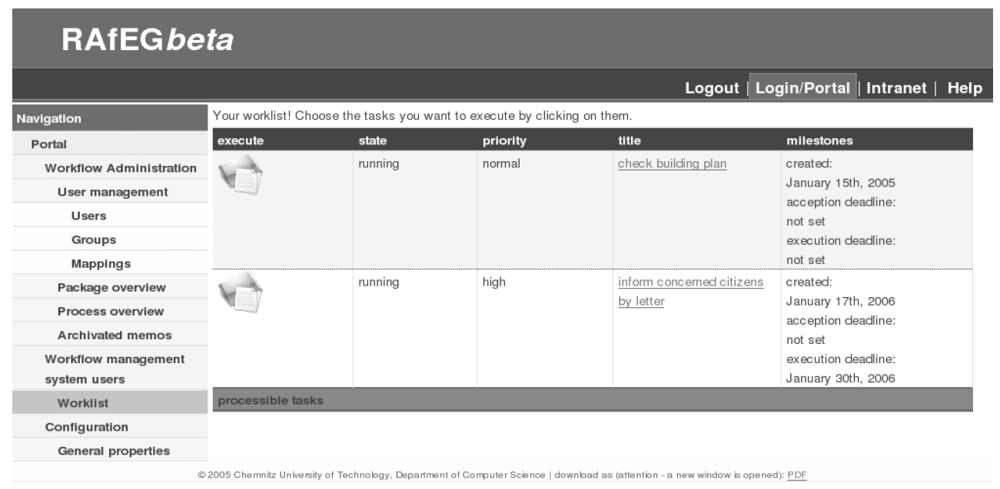 RAfEGbeta
Logout | Login/Portal | Intranet | Help
Navigation
Portal
Workflow Administration
User management
Users
Groups
Mappings
Package overview
Process overview
Archivated memos
Workflow management
system users
Worklist
Configuration
General properties
Your worklist! Choose the tasks you want to execute by clicking on them.
execute state priority title milestones
running normal check building plan created:
January 15th, 2005
acception deadline:
not set
execution deadline:
not set
running high inform concerned citizens created:
by letter January 17th, 2006
acception deadline:
not set
execution deadline:
January 30th, 2006
processible tasks
© 2005 Chemnitz University of Technology, Department of Computer Science | download as (attention - a new window is opened): PDF